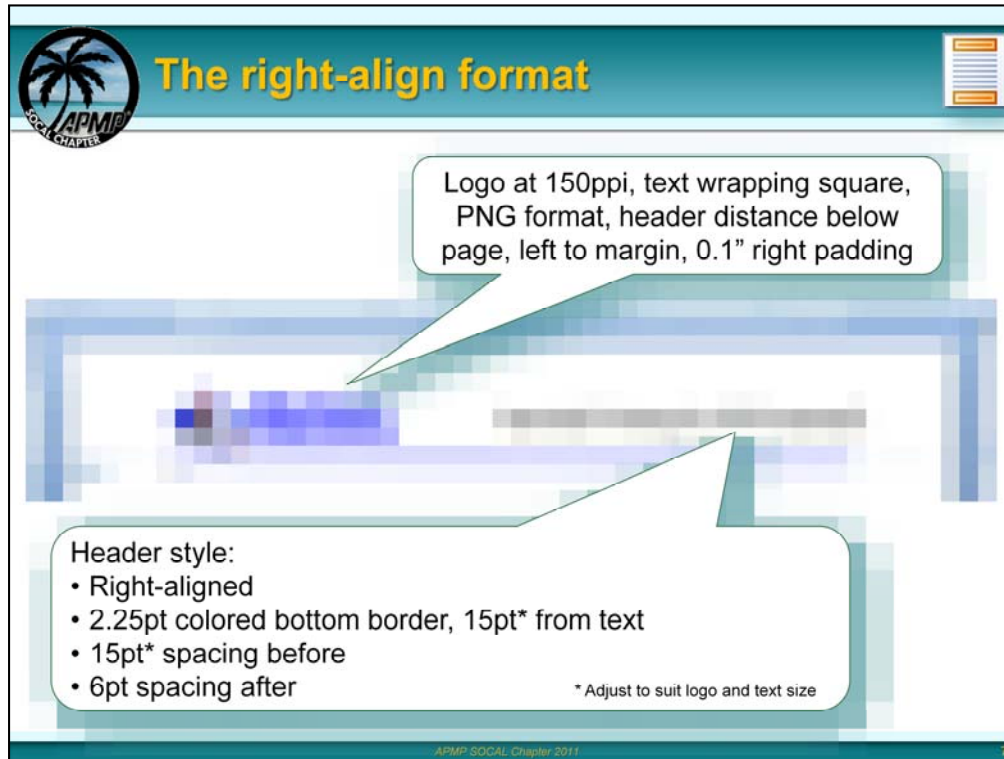 The right-align format
APMP
SOCAL CHAPTER
Logo at 150ppi, text wrapping square,
PNG format, header distance below
page, left to margin, 0.1” right padding
Header style:
• Right-aligned
• 2.25pt colored bottom border, 15pt* from text
• 15pt* spacing before
• 6pt spacing after
* Adjust to suit logo and text size
APMP SOCAL Chapter 2011